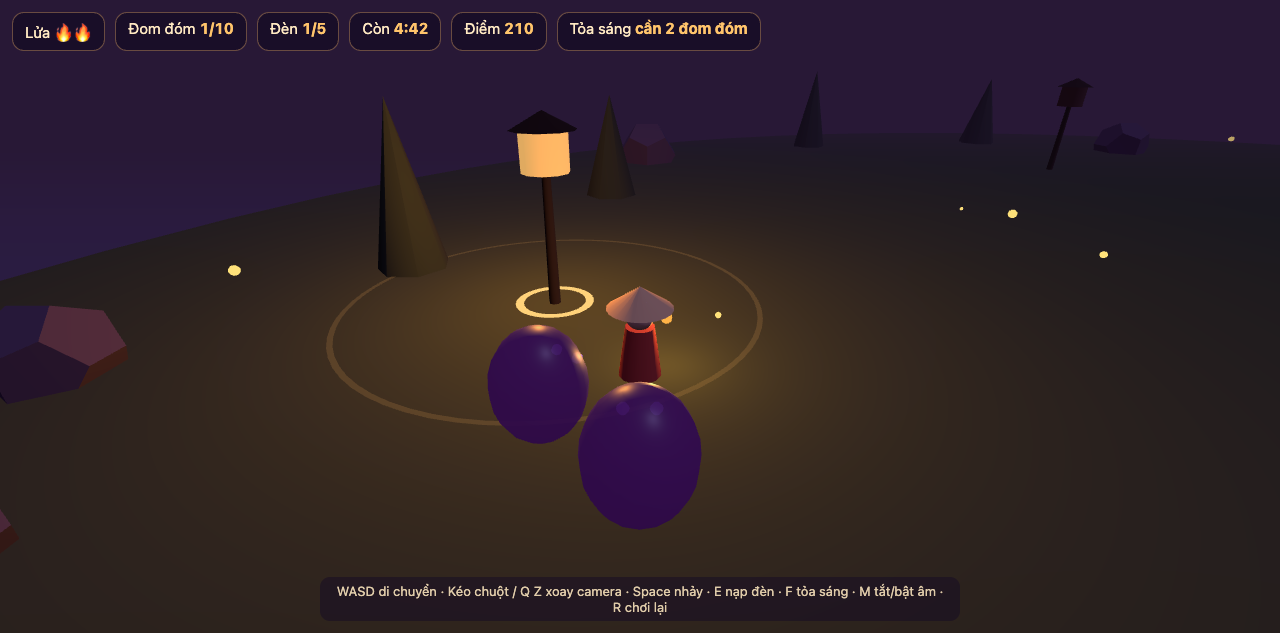 Lửa 🔥🔥
Đom đóm 1/10
Đèn 1/5
Còn 4:42
Điểm 210
Tỏa sáng cần 2 đom đóm
WASD di chuyển · Kéo chuột / Q Z xoay camera · Space nhảy · E nạp đèn · F tỏa sáng · M tắt/bật âm ·
R chơi lại